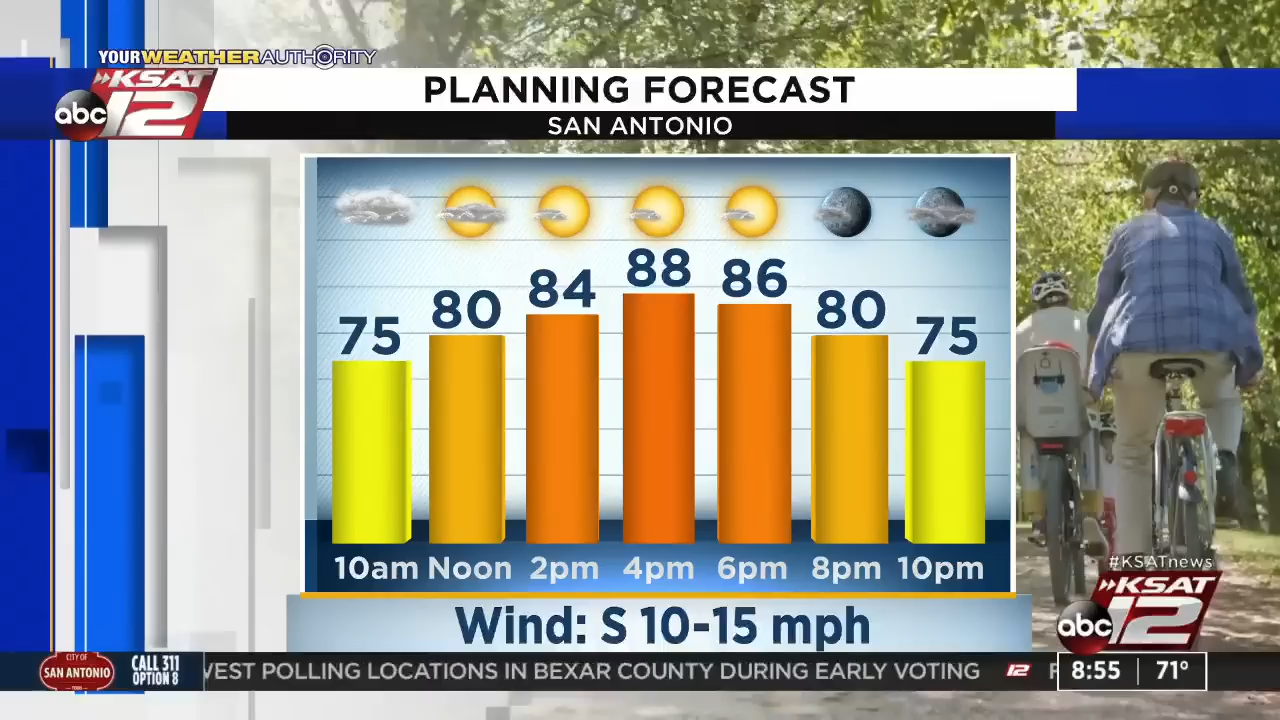 YOURWEATHERAUTHORITY
KSAT
abc 12
PLANNING FORECAST
SAN ANTONIO
75 80 84 88 86 80 75
10am Noon 2pm 4pm 6pm 8pm 10pm
Wind: S 10-15 mph
#KSATnews
KSAT
abc 12
CITY OF
SAN ANTONIO
CALL 311
OPTION 8
POLLING LOCATIONS IN BEXAR COUNTY DURING EARLY VOTING 12
8:55 71°